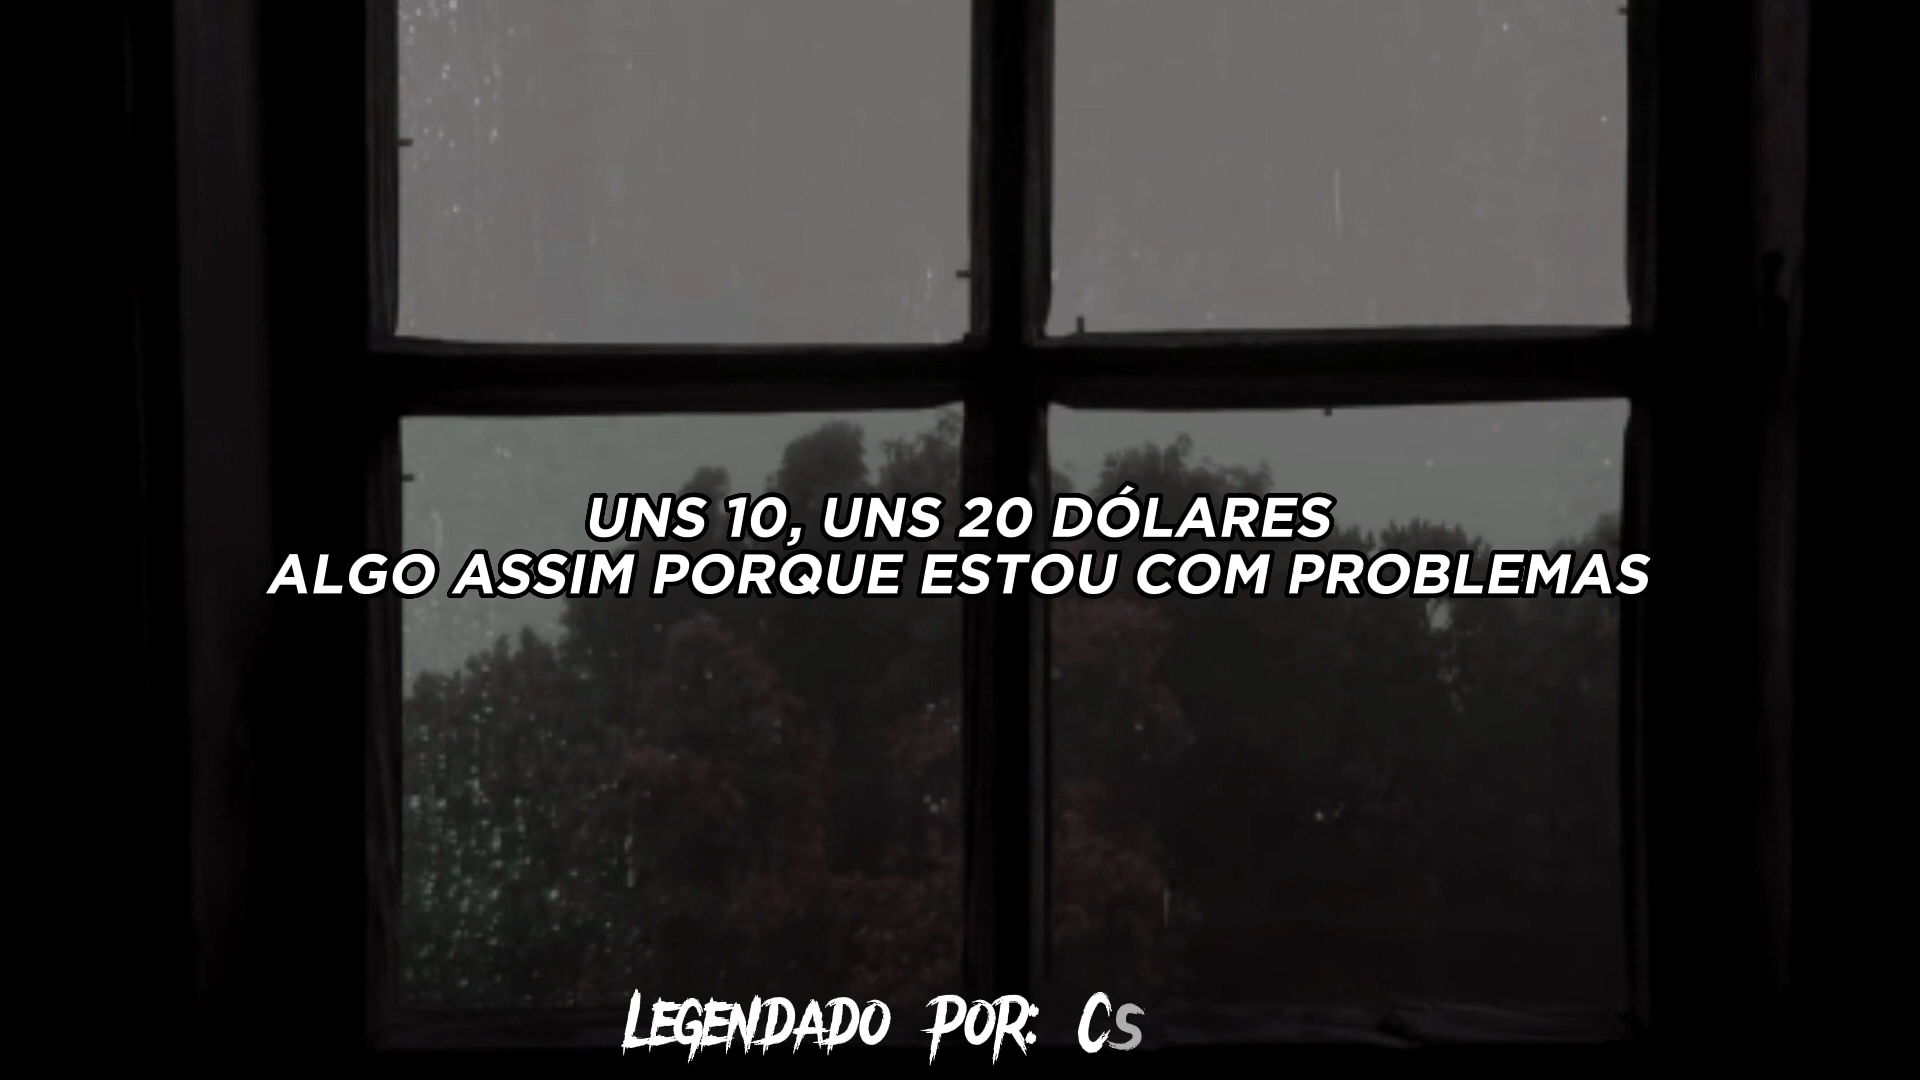 UNS 10, UNS 20 DÓLARES
ALGO ASSIM PORQUE ESTOU COM PROBLEMAS
LEGENDADO POR: CS